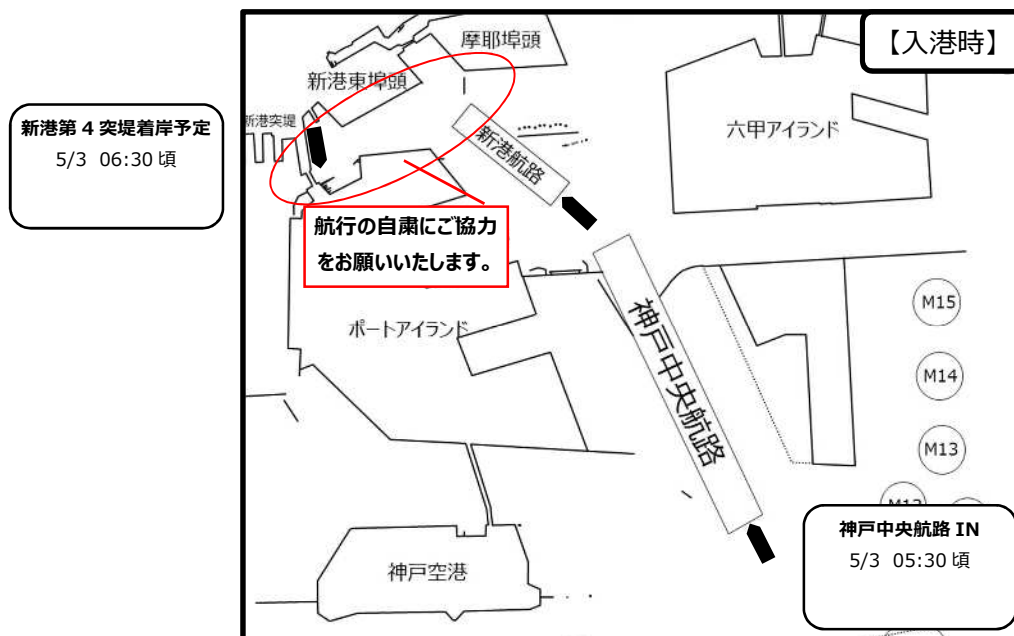 【入港時】
摩耶埠頭
新港東埠頭
新港突堤
新港航路
六甲アイランド
新港第 4 突堤着岸予定
5/3 06:30 頃
航行の自粛にご協力
をお願いいたします。
ポートアイランド
神戸中央航路
M15
M14
M13
神戸中央航路 IN
5/3 05:30 頃
神戸空港